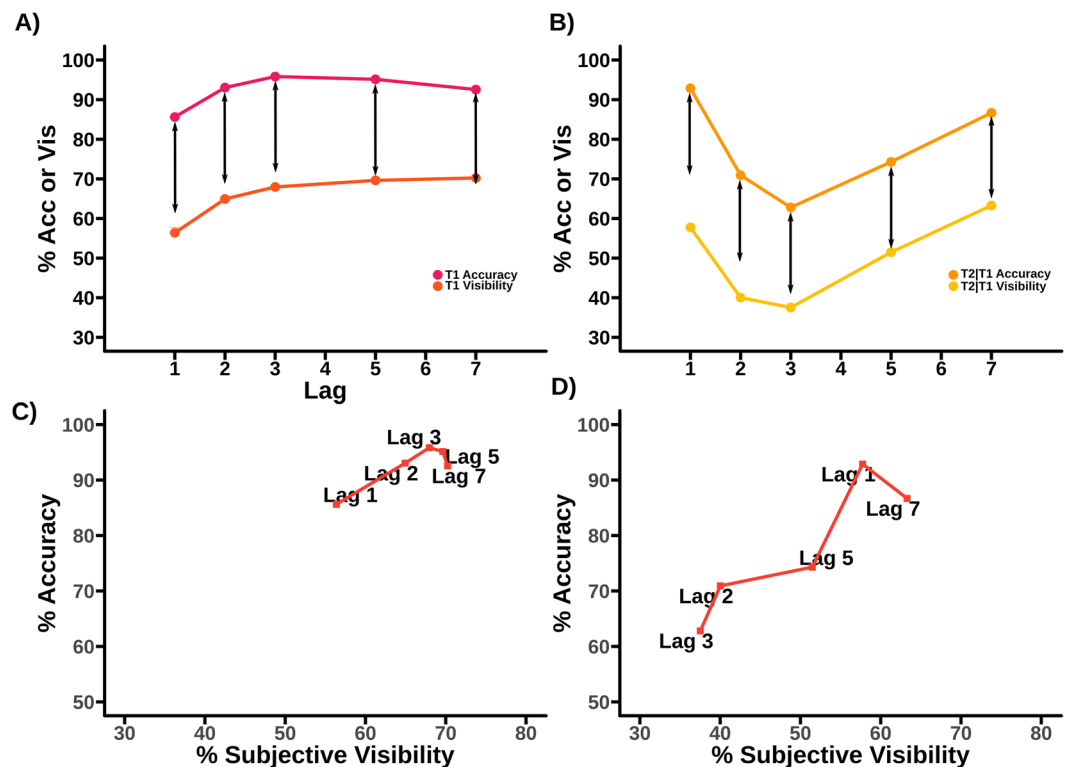 A)
100
90
80
70
60
50
40
30
% Acc or Vis
T1 Accuracy
T1 Visibility
1 2 3 4 5 6 7
Lag
B)
100
90
80
70
60
50
40
30
% Acc or Vis
T2|T1 Accuracy
T2|T1 Visibility
1 2 3 4 5 6 7
C)
100
90
80
70
60
50
% Accuracy
Lag 3
Lag 5
Lag 2
Lag 7
Lag 1
30 40 50 60 70 80
% Subjective Visibility
D)
100
90
80
70
60
50
% Accuracy
Lag 1
Lag 7
Lag 5
Lag 2
Lag 3
30 40 50 60 70 80
% Subjective Visibility